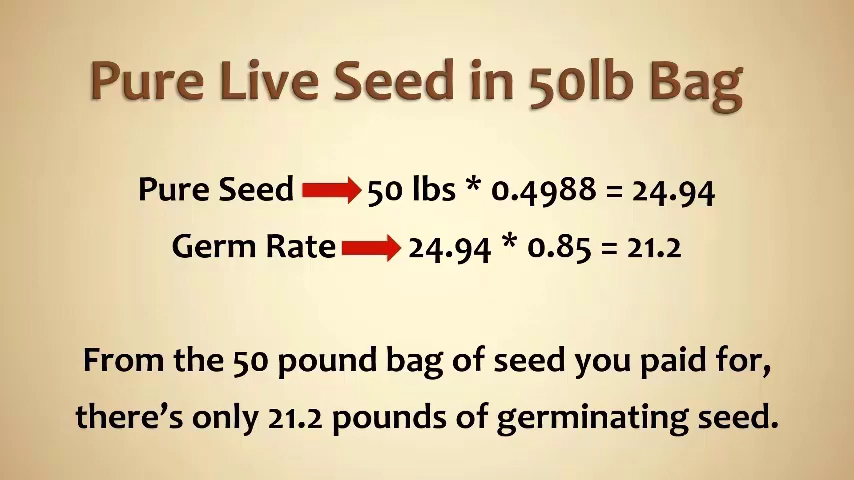 Pure Live Seed in 50lb Bag
Pure Seed 50 lbs * 0.4988 = 24.94
Germ Rate 24.94 * 0.85 = 21.2
From the 50 pound bag of seed you paid for,
there's only 21.2 pounds of germinating seed.